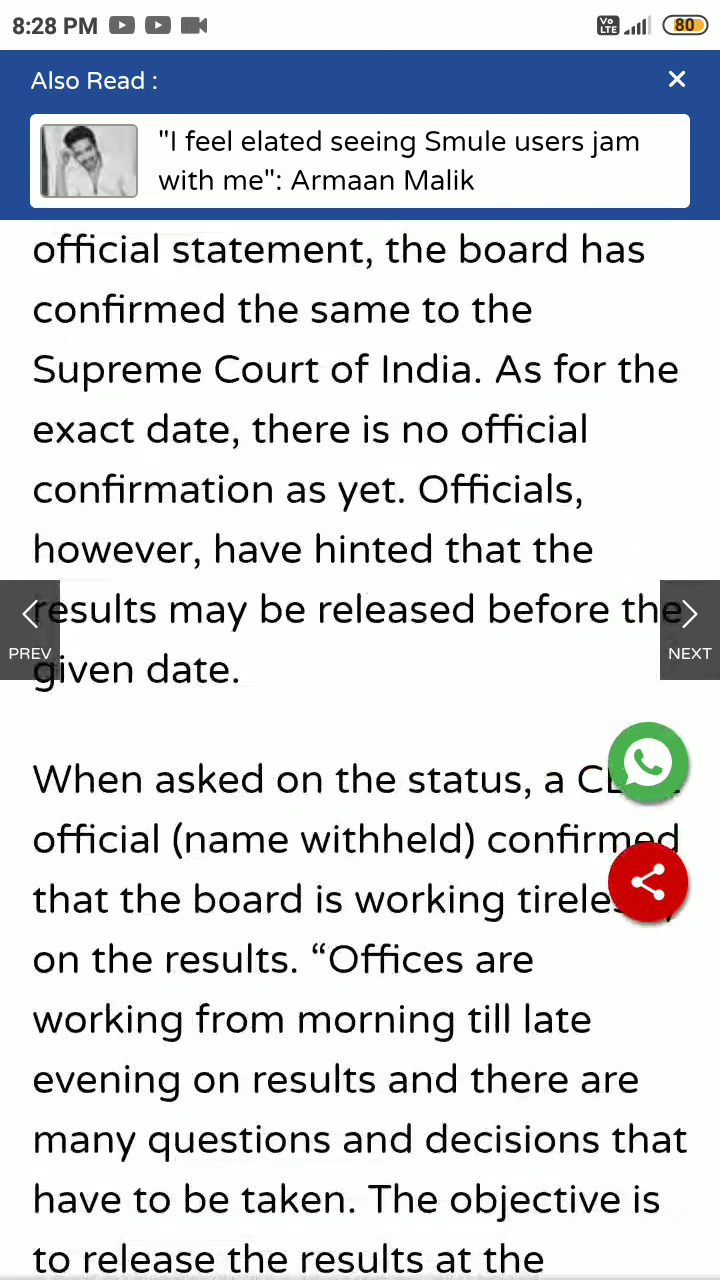 8:28 PM
Vo LTE
80
Also Read :
"I feel elated seeing Smule users jam
with me": Armaan Malik
official statement, the board has
confirmed the same to the
Supreme Court of India. As for the
exact date, there is no official
confirmation as yet. Officials,
however, have hinted that the
results may be released before the
PREV
NEXT
given date.
When asked on the status, a
official (name withheld) confirmed
that the board is working
on the results. “Offices are
working from morning till late
evening on results and there are
many questions and decisions that
have to be taken. The objective is
to release the results at the